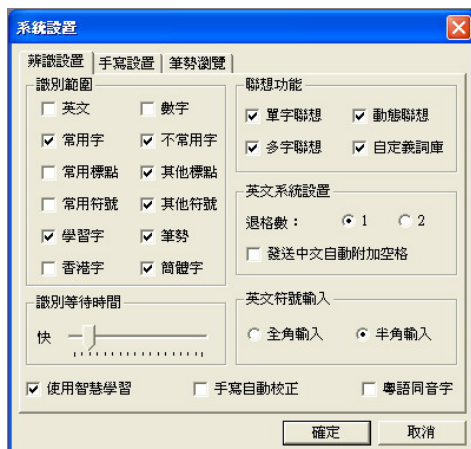 系統設置
辨識設置 手寫設置 筆勢瀏覽
識別範圍
英文 數字
常用字 不常用字
常用標點 其他標點
常用符號 其他符號
學習字 筆勢
香港字 簡體字
聯想功能
單字聯想 動態聯想
多字聯想 自定義詞庫
英文系統設置
退格數： 1 2
發送中文自動附加空格
識別等待時間
快
英文符號輸入
全角輸入 半角輸入
使用智慧學習 手寫自動校正 粵語同音字
確定 取消